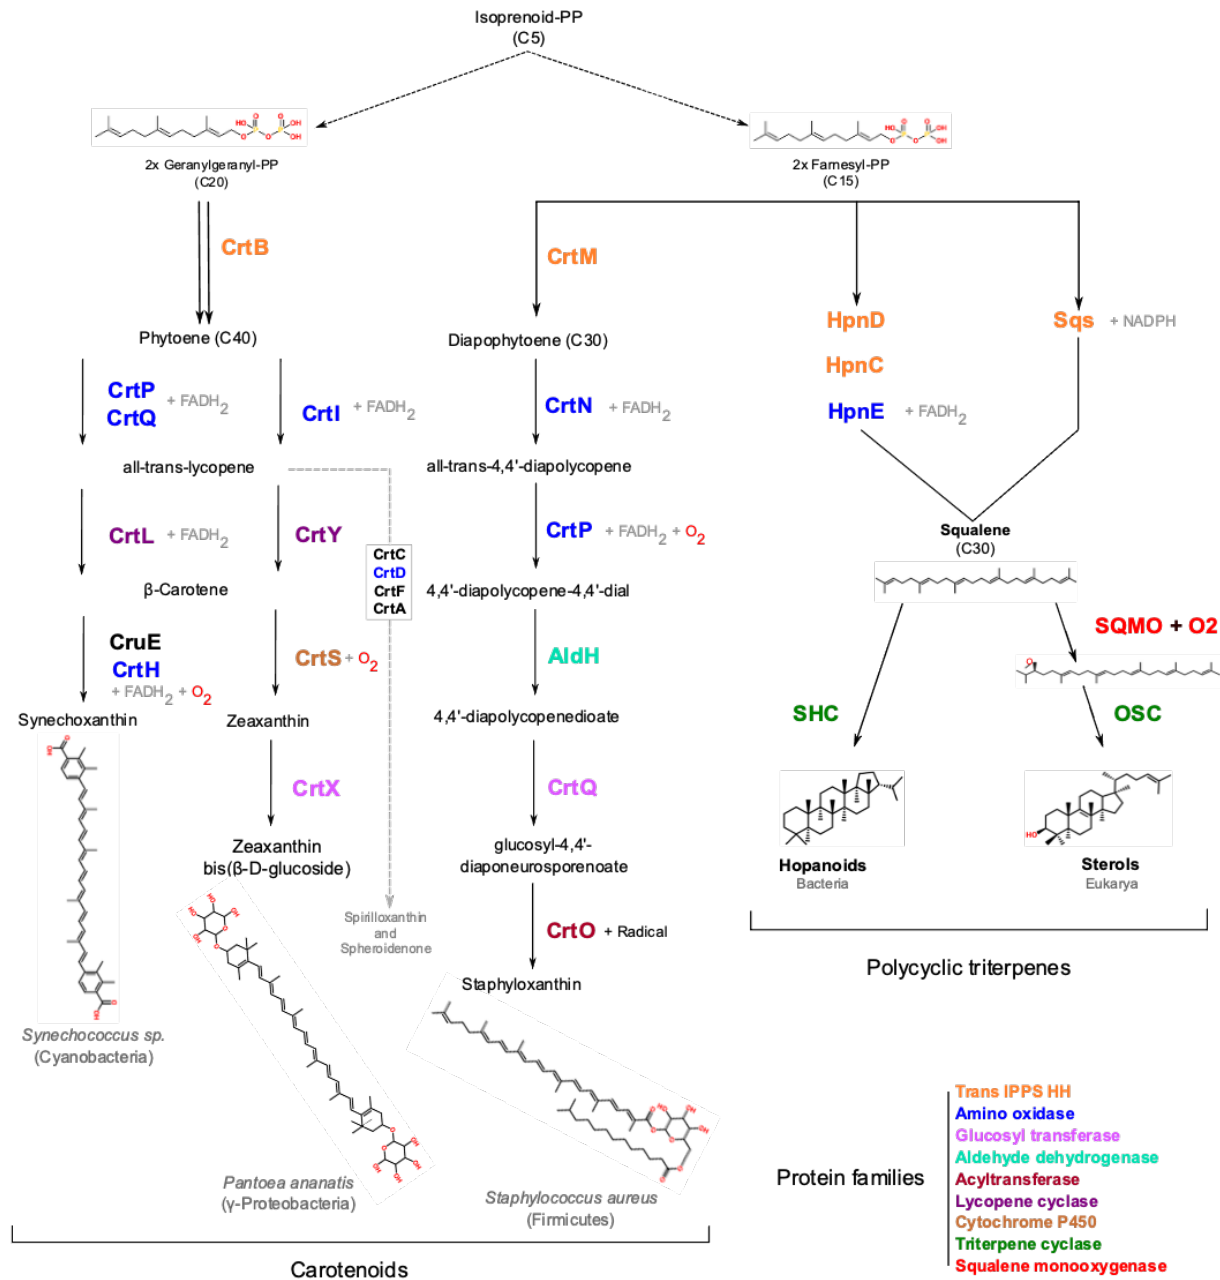 Isoprenoid-PP
(C5)
2x Geranylgeranyl-PP
(C20)
2x Farnesyl-PP
(C15)
CrtB
CrtM
HpnD
Sqs + NADPH
Phytoene (C40)
Diapophytoene (C30)
HpnC
CrtP
CrtQ
+ FADH2
CrtI + FADH2
CrtN + FADH2
HpnE + FADH2
all-trans-lycopene
all-trans-4,4'-diapolycopene
CrtL + FADH2
CrtY
CrtP + FADH2 + O2
Squalene
(C30)
CrtC
CrtD
CrtF
CrtA
β-Carotene
4,4'-diapolycopene-4,4'-dial
CruE
CrtH
+ FADH2 + O2
CrtS + O2
AldH
SQMO + O2
O
Synechoxanthin
Zeaxanthin
4,4'-diapolycopenedioate
SHC
OSC
CrtX
CrtQ
Zeaxanthin
bis(β-D-glucoside)
glucosyl-4,4'-
diaponeurosporenoate
HO
Hopanoids
Bacteria
Sterols
Eukarya
Spirilloxanthin
and
Spheroidenone
CrtO + Radical
Staphyloxanthin
Polycyclic triterpenes
Synechococcus sp.
(Cyanobacteria)
Pantoea ananatis
(γ-Proteobacteria)
Staphylococcus aureus
(Firmicutes)
Carotenoids
Protein families
Trans IPPS HH
Amino oxidase
Glucosyl transferase
Aldehyde dehydrogenase
Acyltransferase
Lycopene cyclase
Cytochrome P450
Triterpene cyclase
Squalene monooxygenase